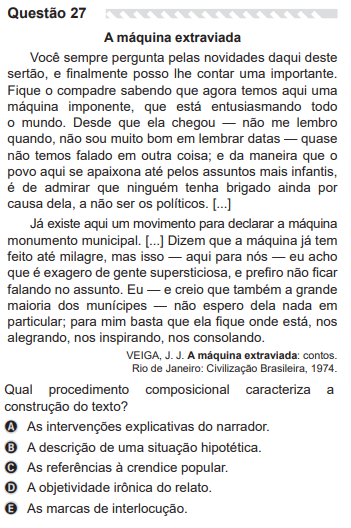 Questão 27
A máquina extraviada
Você sempre pergunta pelas novidades daqui deste
sertão, e finalmente posso lhe contar uma importante.
Fique o compadre sabendo que agora temos aqui uma
máquina imponente, que está entusiasmando todo
o mundo. Desde que ela chegou — não me lembro
quando, não sou muito bom em lembrar datas — quase
não temos falado em outra coisa; e da maneira que o
povo aqui se apaixona até pelos assuntos mais infantis,
é de admirar que ninguém tenha brigado ainda por
causa dela, a não ser os políticos. [...]
Já existe aqui um movimento para declarar a máquina
monumento municipal. [...] Dizem que a máquina já tem
feito até milagre, mas isso — aqui para nós — eu acho
que é exagero de gente supersticiosa, e prefiro não ficar
falando no assunto. Eu — e creio que também a grande
maioria dos munícipes — não espero dela nada em
particular; para mim basta que ela fique onde está, nos
alegrando, nos inspirando, nos consolando.
VEIGA, J. J. A máquina extraviada: contos.
Rio de Janeiro: Civilização Brasileira, 1974.
Qual procedimento composicional caracteriza a
construção do texto?
A As intervenções explicativas do narrador.
B A descrição de uma situação hipotética.
C As referências à crendice popular.
D A objetividade irônica do relato.
E As marcas de interlocução.